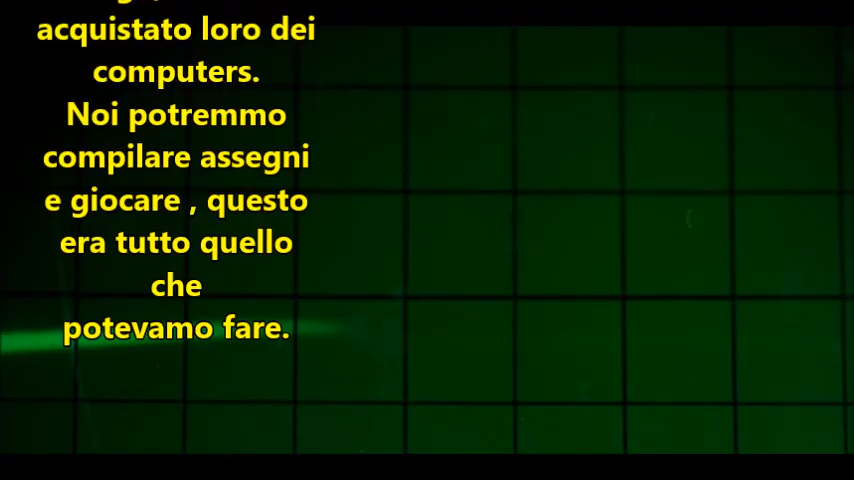 acquistato loro dei
computers.
Noi potremmo
compilare assegni
e giocare , questo
era tutto quello
che
potevamo fare.